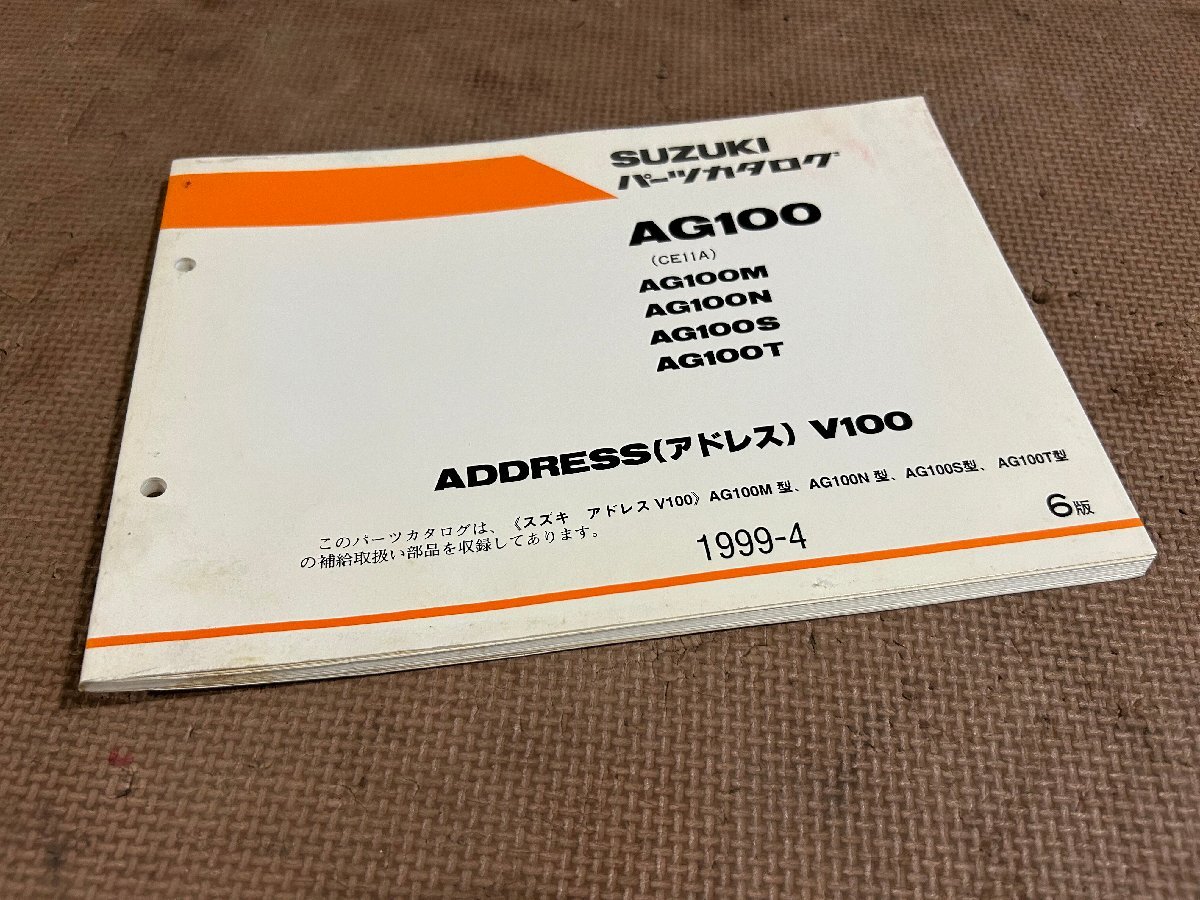 SUZUKI
パーツカタログ
AG100
(CE11A)
AG100M
AG100N
AG100S
AG100T
ADDRESS(アドレス) V100
このパーツカタログは、《スズキ　アドレス V100》AG100M 型、AG100N 型、AG100S型、 AG100T型
の補給取扱い部品を収録してあります。
1999-4
6版